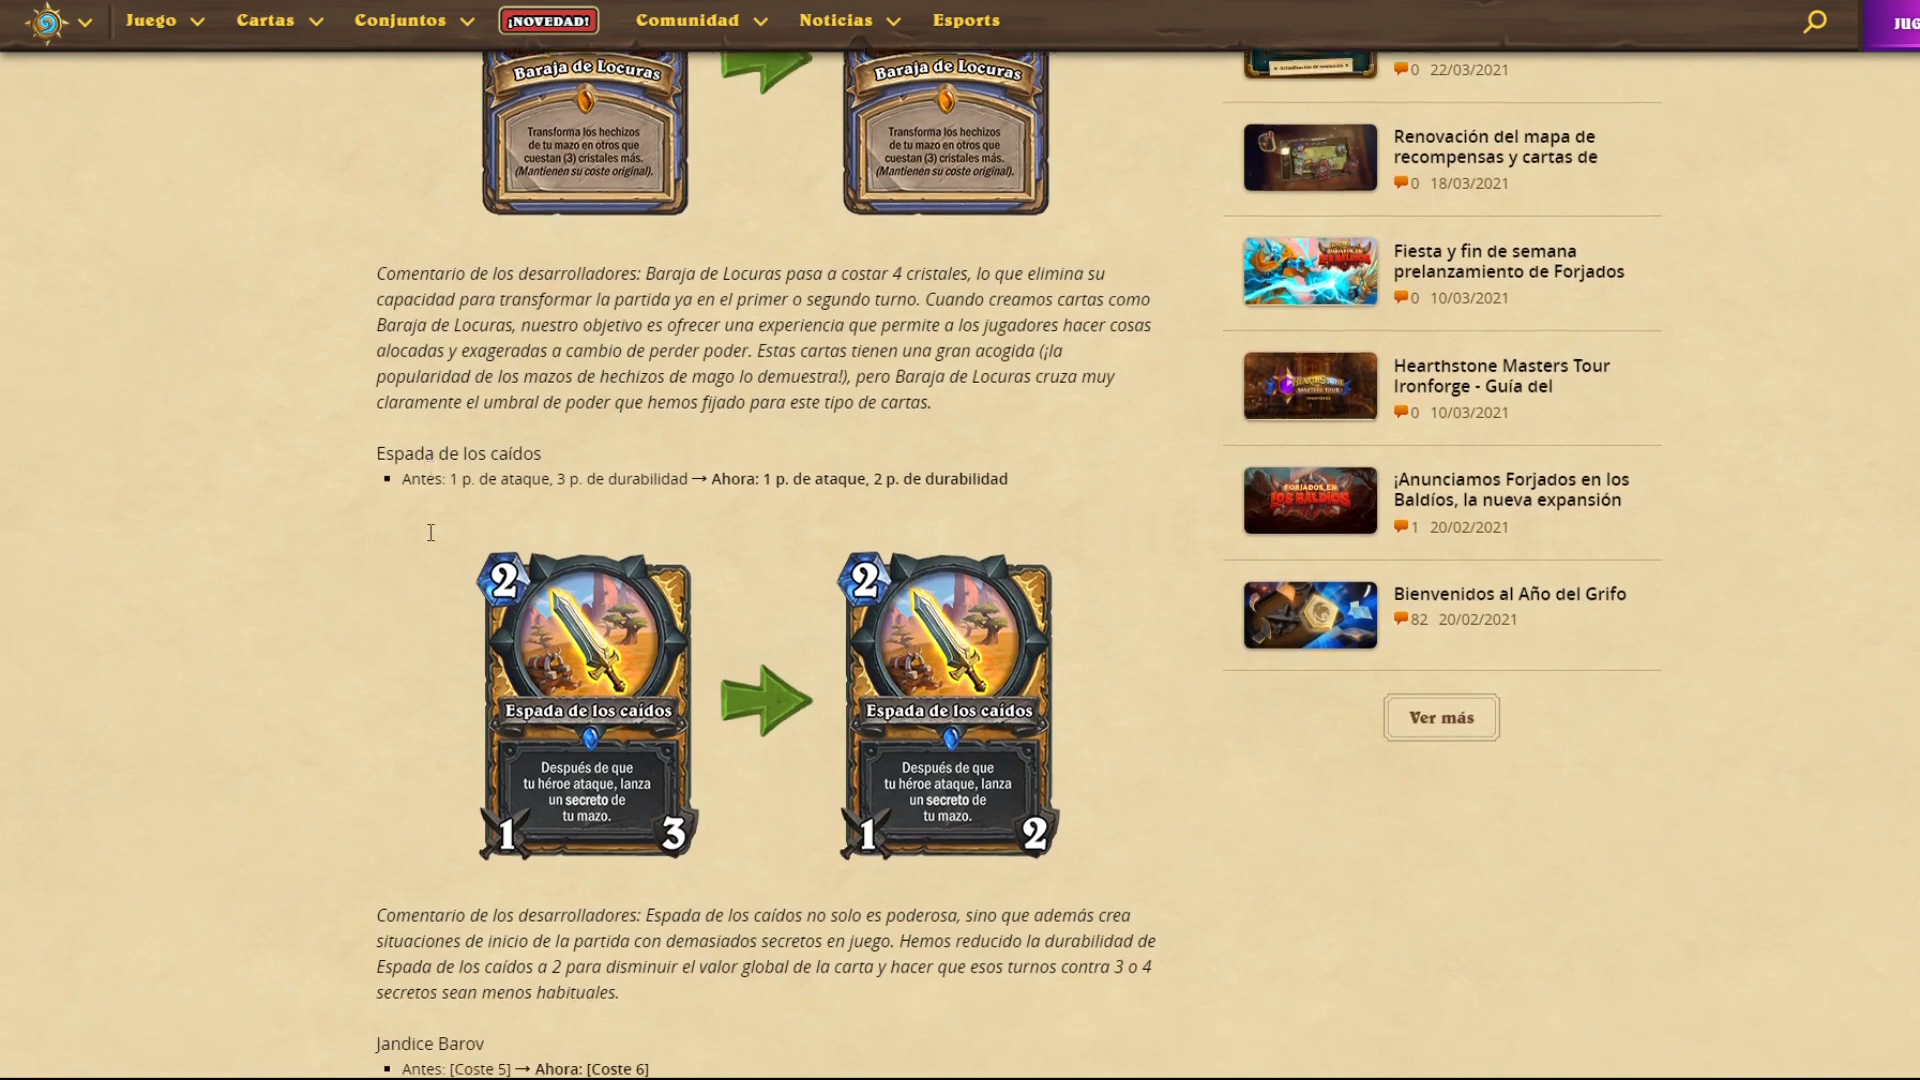 Juego
Cartas
Conjuntos
¡NOVEDAD!
Comunidad
Noticias
Esports
JUG
Baraja de Locuras
Transforma los hechizos
de tu mazo en otros que
cuestan (3) cristales más.
(Mantienen su coste original).
Baraja de Locuras
Transforma los hechizos
de tu mazo en otros que
cuestan (3) cristales más.
(Mantienen su coste original).
Comentario de los desarrolladores: Baraja de Locuras pasa a costar 4 cristales, lo que elimina su
capacidad para transformar la partida ya en el primer o segundo turno. Cuando creamos cartas como
Baraja de Locuras, nuestro objetivo es ofrecer una experiencia que permite a los jugadores hacer cosas
alocadas y exageradas a cambio de perder poder. Estas cartas tienen una gran acogida (¡la
popularidad de los mazos de hechizos de mago lo demuestra!), pero Baraja de Locuras cruza muy
claramente el umbral de poder que hemos fijado para este tipo de cartas.
Espada de los caídos
▪ Antes: 1 p. de ataque, 3 p. de durabilidad → Ahora: 1 p. de ataque, 2 p. de durabilidad
2
Espada de los caídos
Después de que
tu héroe ataque, lanza
un secreto de
tu mazo.
1 3
2
Espada de los caídos
Después de que
tu héroe ataque, lanza
un secreto de
tu mazo.
1 2
Comentario de los desarrolladores: Espada de los caídos no solo es poderosa, sino que además crea
situaciones de inicio de la partida con demasiados secretos en juego. Hemos reducido la durabilidad de
Espada de los caídos a 2 para disminuir el valor global de la carta y hacer que esos turnos contra 3 o 4
secretos sean menos habituales.
Jandice Barov
▪ Antes: [Coste 5] → Ahora: [Coste 6]
0 22/03/2021
Renovación del mapa de
recompensas y cartas de
0 18/03/2021
Fiesta y fin de semana
prelanzamiento de Forjados
0 10/03/2021
HEARTHSTONE
MASTERS TOUR
Hearthstone Masters Tour
Ironforge - Guía del
0 10/03/2021
FORJADOS EN
LOS BALDÍOS
¡Anunciamos Forjados en los
Baldíos, la nueva expansión
1 20/02/2021
Bienvenidos al Año del Grifo
82 20/02/2021
Ver más